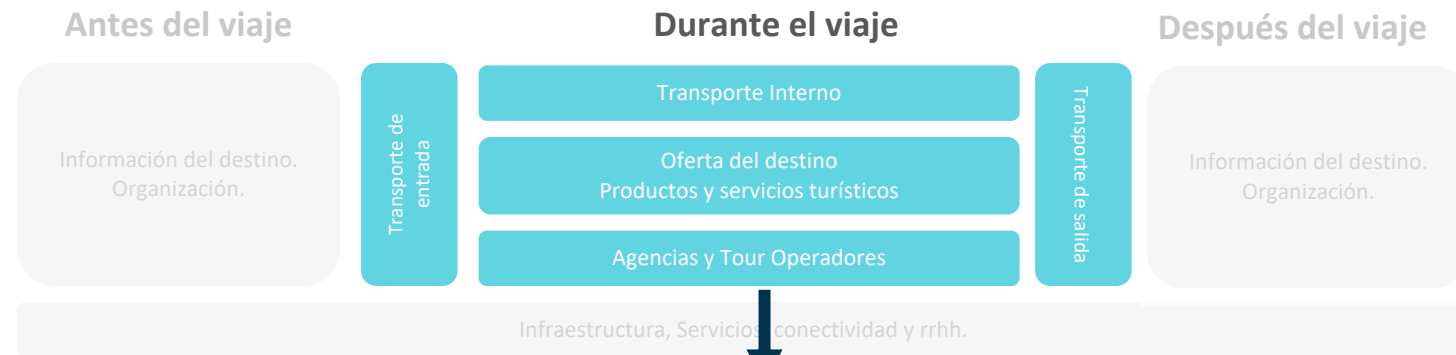 Antes del viaje
Durante el viaje
Después del viaje
Información del destino.
Organización.
Transporte de
entrada
Transporte Interno
Oferta del destino
Productos y servicios turísticos
Agencias y Tour Operadores
Transporte de salida
Información del destino.
Organización.
Infraestructura, Servicios, conectividad y rrhh.